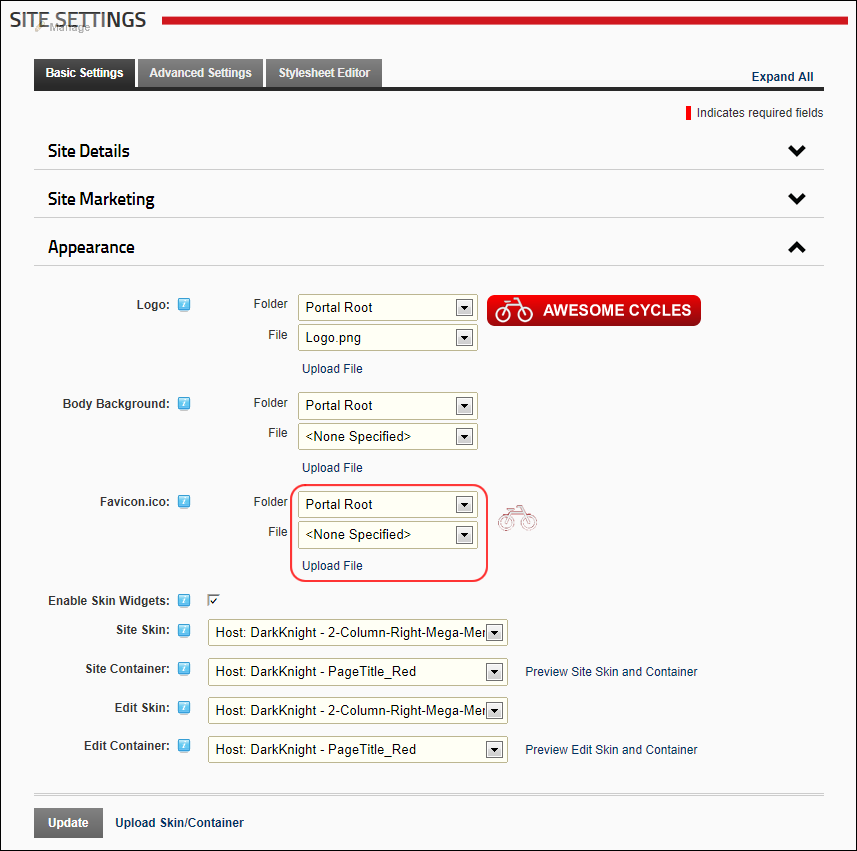 SITE SETTINGS
Manage
Basic Settings Advanced Settings Stylesheet Editor Expand All
Indicates required fields
Site Details
Site Marketing
Appearance
Logo: Folder Portal Root AWESOME CYCLES
File Logo.png
Upload File
Body Background: Folder Portal Root
File <None Specified>
Upload File
Favicon.ico: Folder Portal Root
File <None Specified>
Upload File
Enable Skin Widgets:
Site Skin: Host: DarkKnight - 2-Column-Right-Mega-Mer
Site Container: Host: DarkKnight - PageTitle_Red Preview Site Skin and Container
Edit Skin: Host: DarkKnight - 2-Column-Right-Mega-Mer
Edit Container: Host: DarkKnight - PageTitle_Red Preview Edit Skin and Container
Update Upload Skin/Container